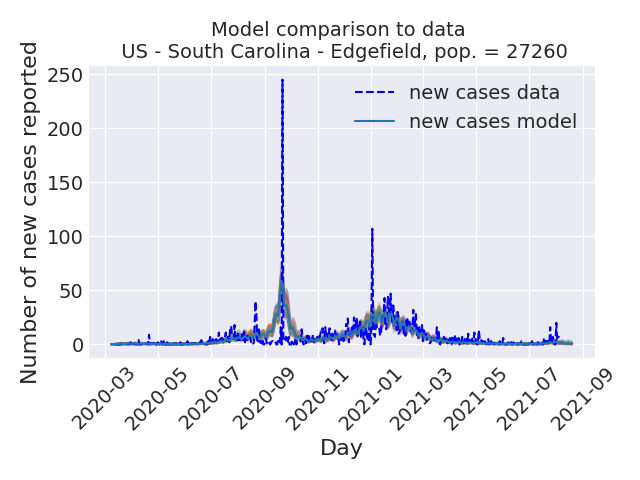 Model comparison to data
US - South Carolina - Edgefield, pop. = 27260
Number of new cases reported
250
200
150
100
50
0
new cases data
new cases model
2020-03
2020-05
2020-07
2020-09
2020-11
2021-01
2021-03
2021-05
2021-07
2021-09
Day